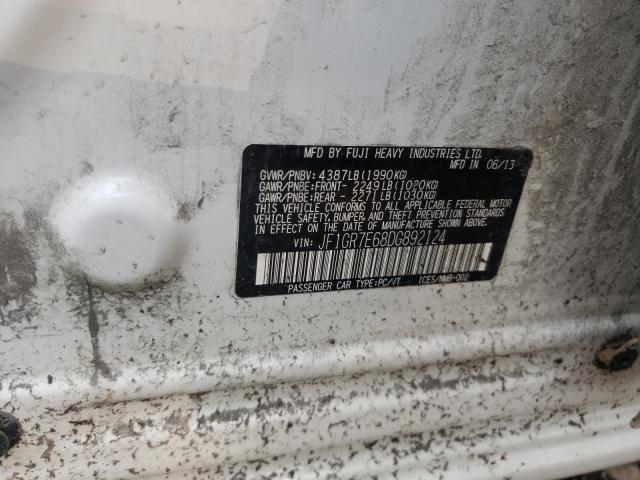 MFD BY FUJI HEAVY INDUSTRIES LTD.
MFD IN 06/13
GVWR/PNBV: 4387LB(1990KG)
GAWR/PNBE:FRONT- 2249LB(1020KG)
GAWR/PNBE:REAR - 2271LB(1030KG)
THIS VEHICLE CONFORMS TO ALL APPLICABLE FEDERAL MOTOR
VEHICLE SAFETY, BUMPER, AND THEFT PREVENTION STANDARDS
IN EFFECT ON THE DATE OF MANUFACTURE SHOWN ABOVE.
VIN: JF1GR7E68DG892124
PASSENGER CAR TYPE:PC/VT ICES/NMB-002